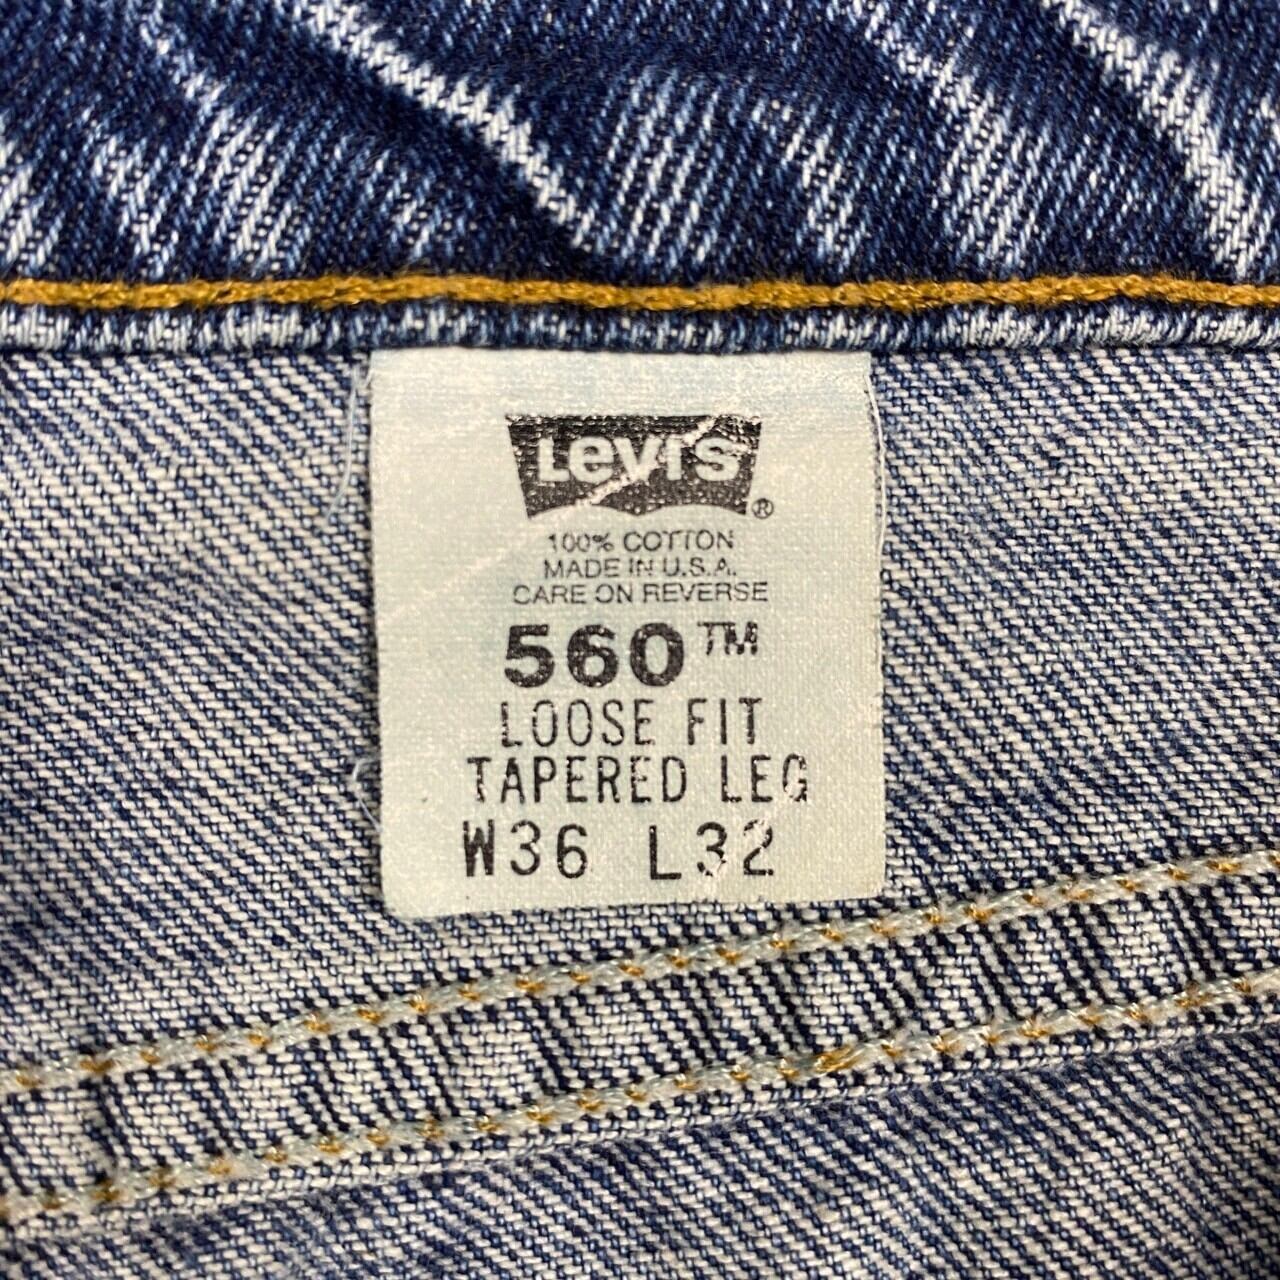 Levi's®
100% COTTON
MADE IN U.S.A.
CARE ON REVERSE
560™
LOOSE FIT
TAPERED LEG
W36 L32